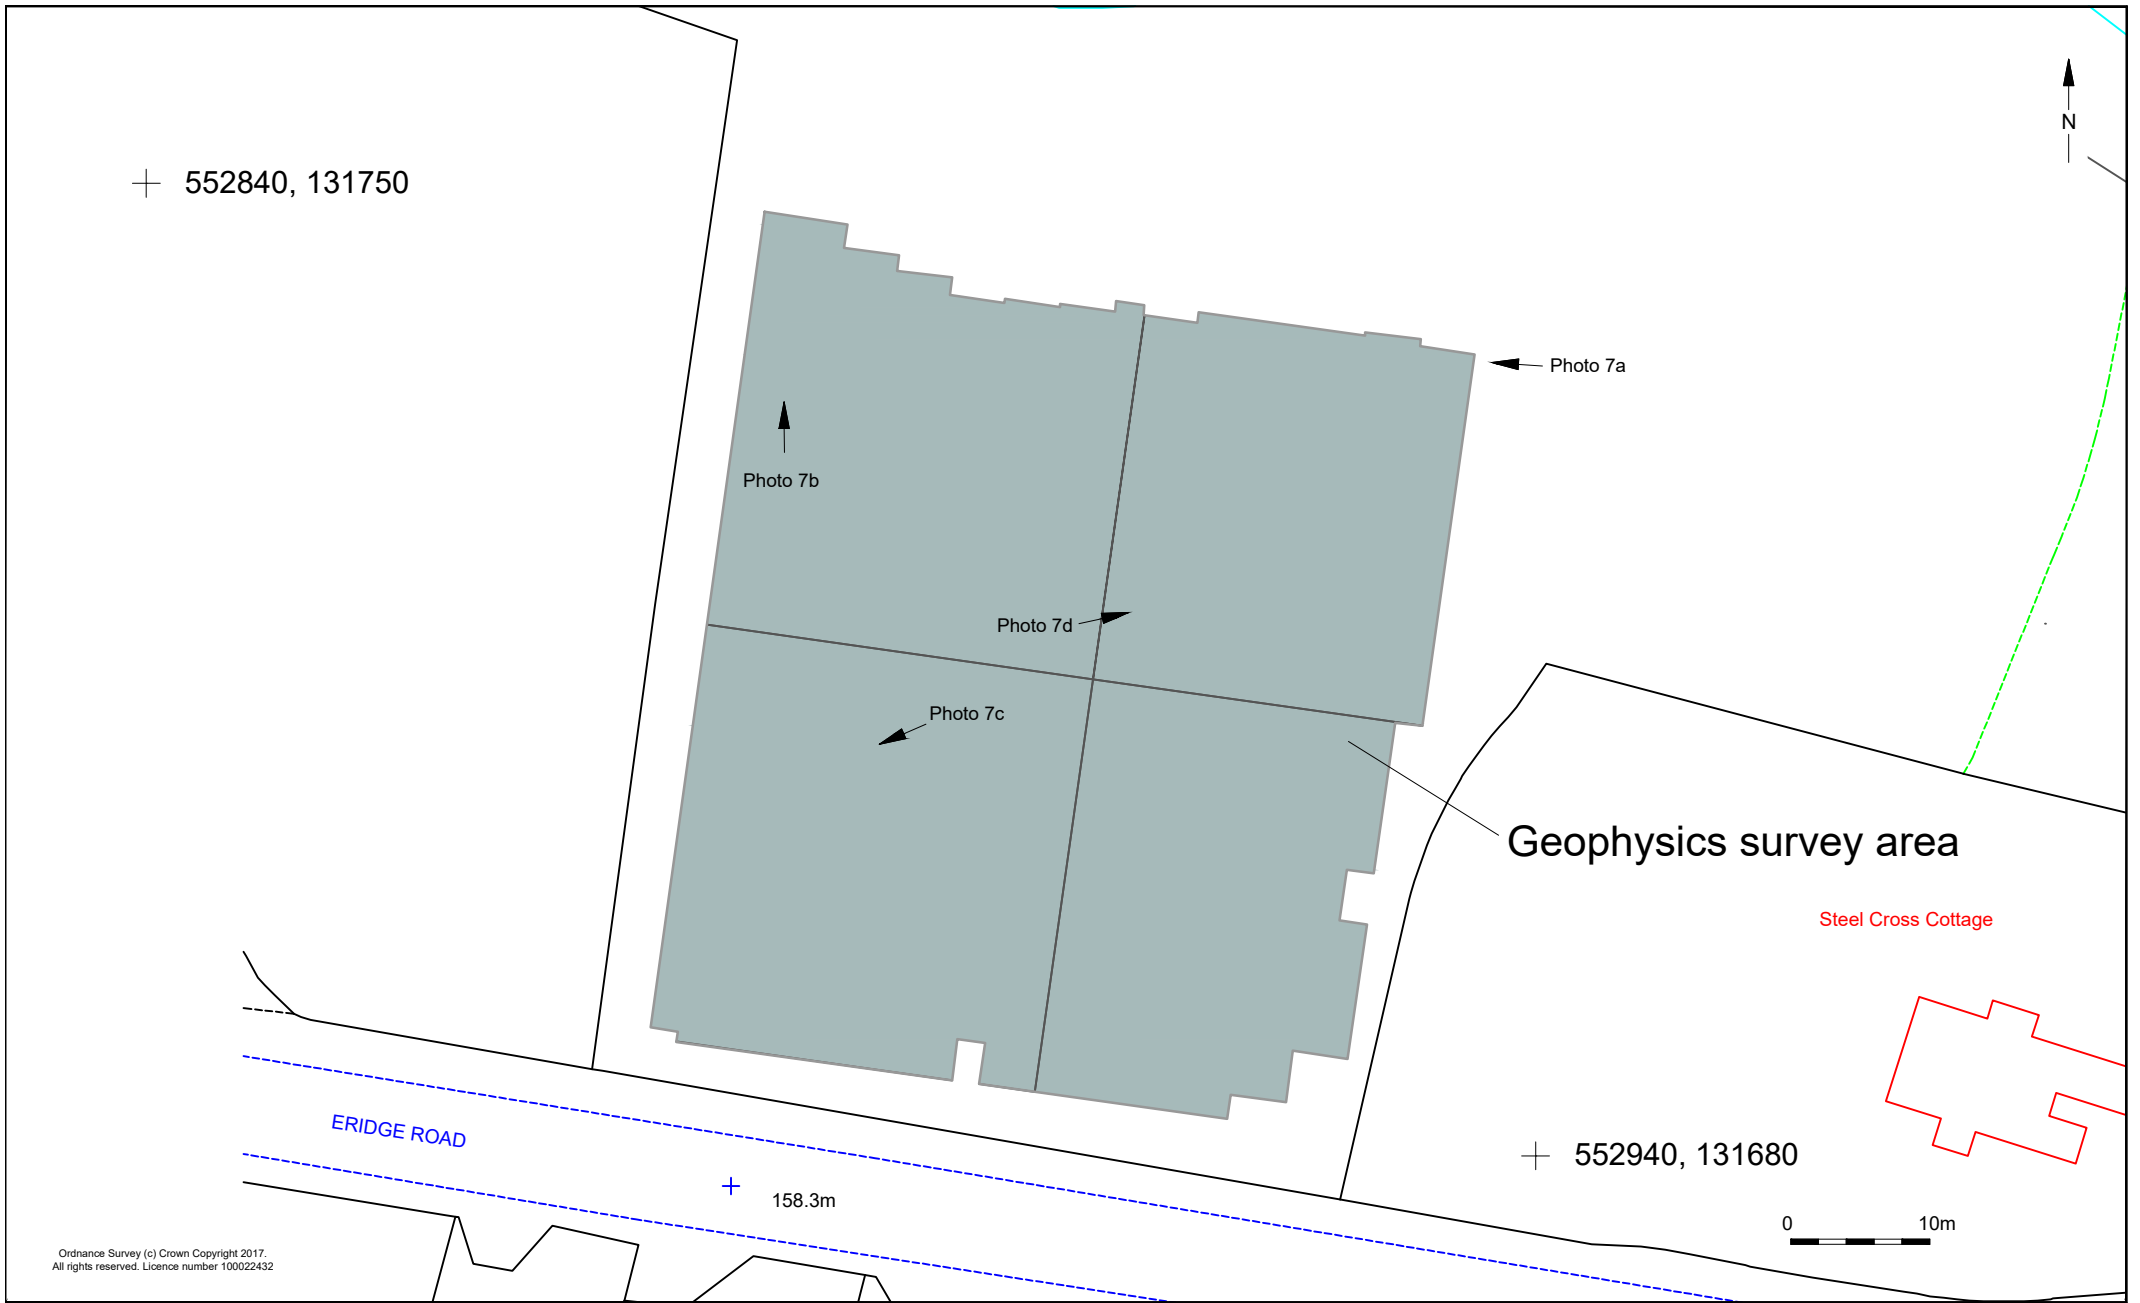 N
552840, 131750
Photo 7a
Photo 7b
Photo 7d
Photo 7c
Geophysics survey area
Steel Cross Cottage
ERIDGE ROAD
552940, 131680
158.3m
0 10m
Ordnance Survey (c) Crown Copyright 2017.
All rights reserved. Licence number 100022432